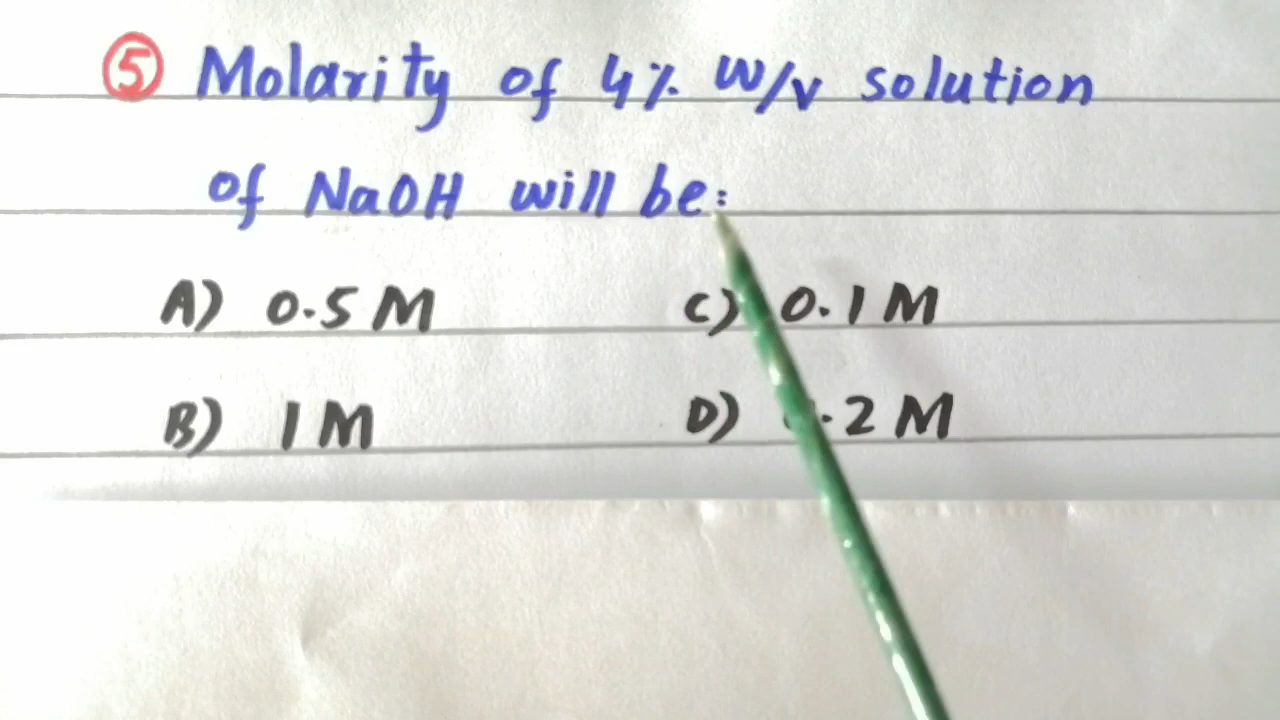 5 Molarity of 4% W/v solution
of NaOH will be:
A) 0.5 M C) 0.1 M
B) 1 M D) .2 M